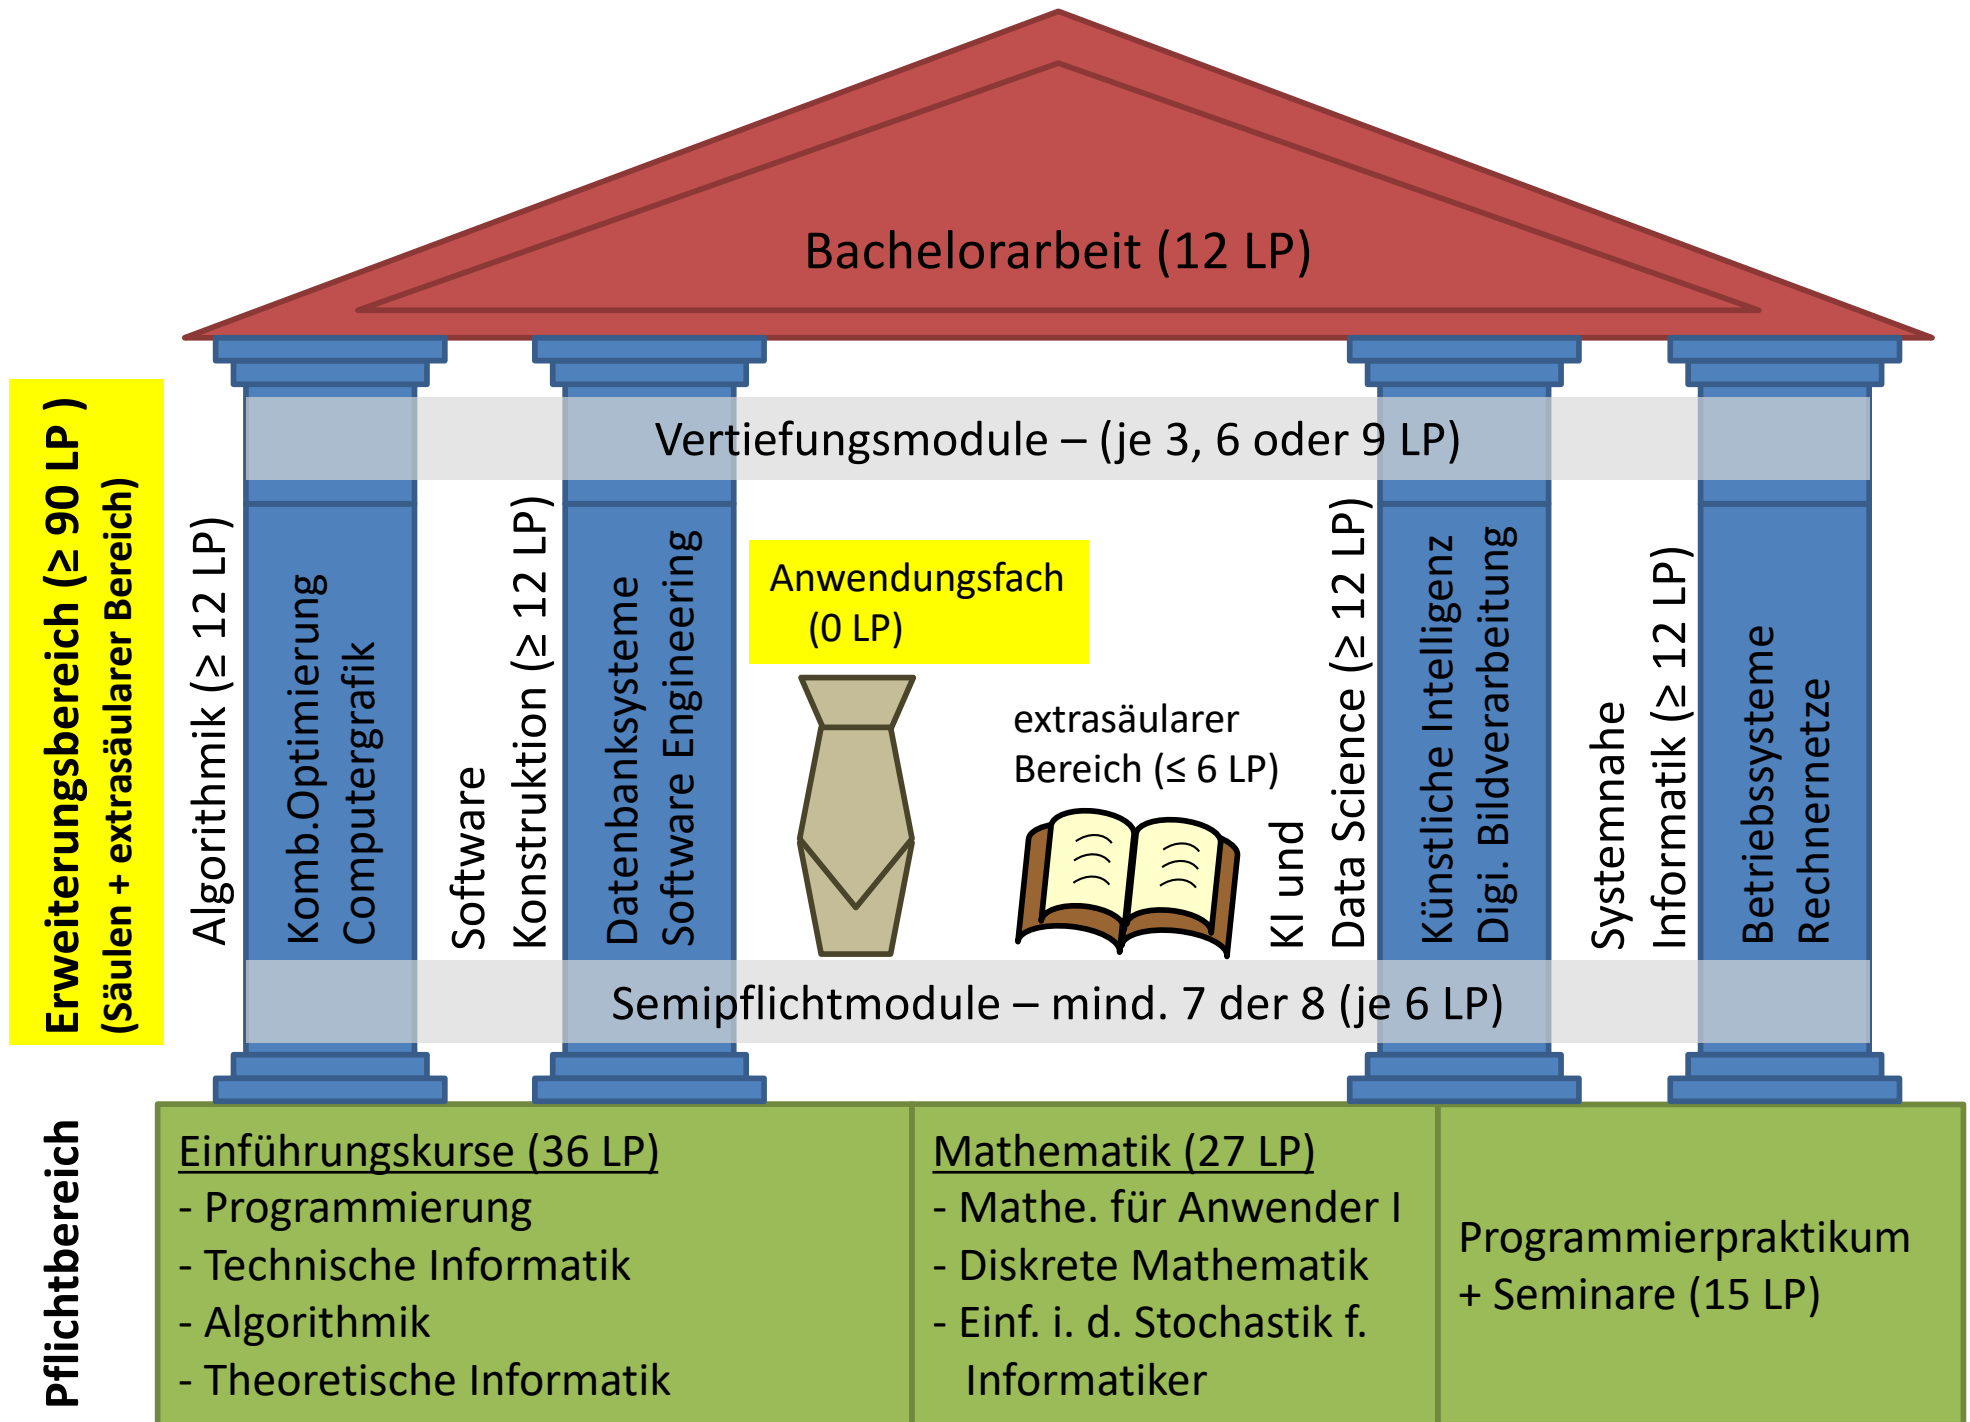 Bachelorarbeit (12 LP)
Vertiefungsmodule – (je 3, 6 oder 9 LP)
Erweiterungsbereich (≥ 90 LP )
(Säulen + extrasäularer Bereich)
Algorithmik (≥ 12 LP)
Komb.Optimierung
Computergrafik
Software
Konstruktion (≥ 12 LP)
Datenbanksysteme
Software Engineering
Anwendungsfach
(0 LP)
extrasäularer
Bereich (≤ 6 LP)
KI und
Data Science (≥ 12 LP)
Künstliche Intelligenz
Digi. Bildverarbeitung
Systemnahe
Informatik (≥ 12 LP)
Betriebssysteme
Rechnernetze
Semipflichtmodule – mind. 7 der 8 (je 6 LP)
Pflichtbereich
Einführungskurse (36 LP)
- Programmierung
- Technische Informatik
- Algorithmik
- Theoretische Informatik
Mathematik (27 LP)
- Mathe. für Anwender I
- Diskrete Mathematik
- Einf. i. d. Stochastik f.
Informatiker
Programmierpraktikum
+ Seminare (15 LP)